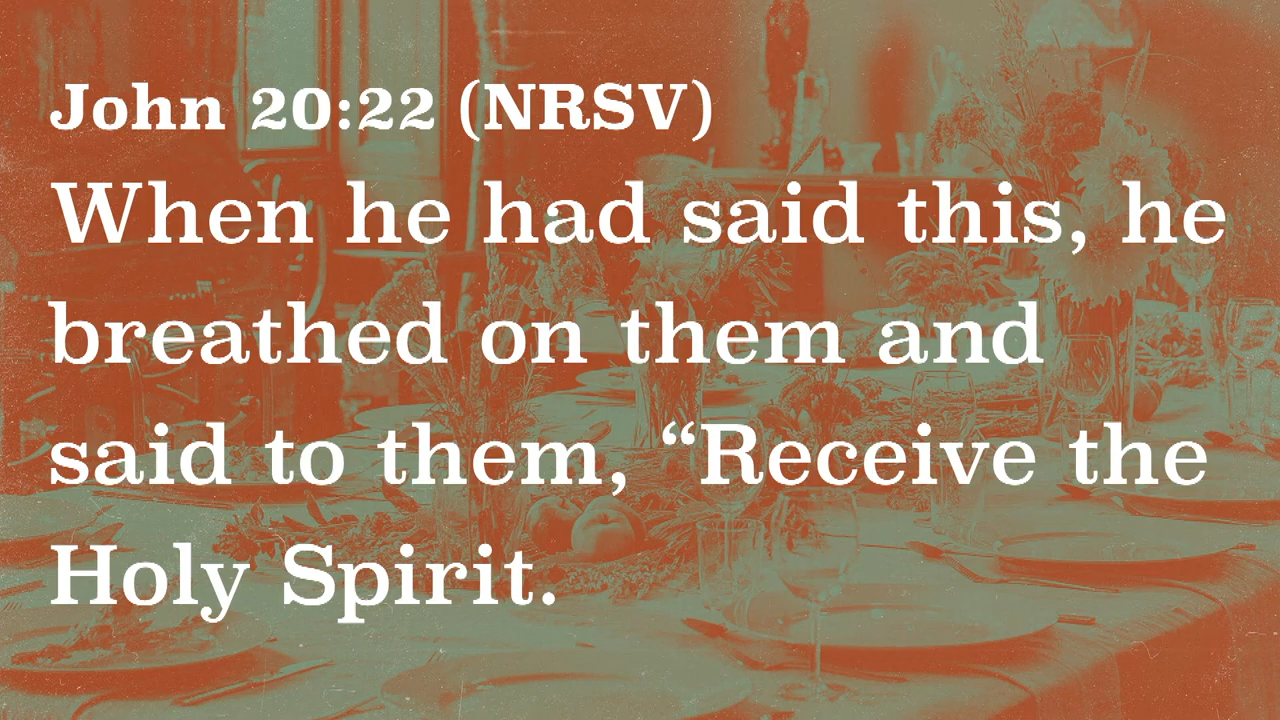 John 20:22 (NRSV)
When he had said this, he
breathed on them and
said to them, “Receive the
Holy Spirit.